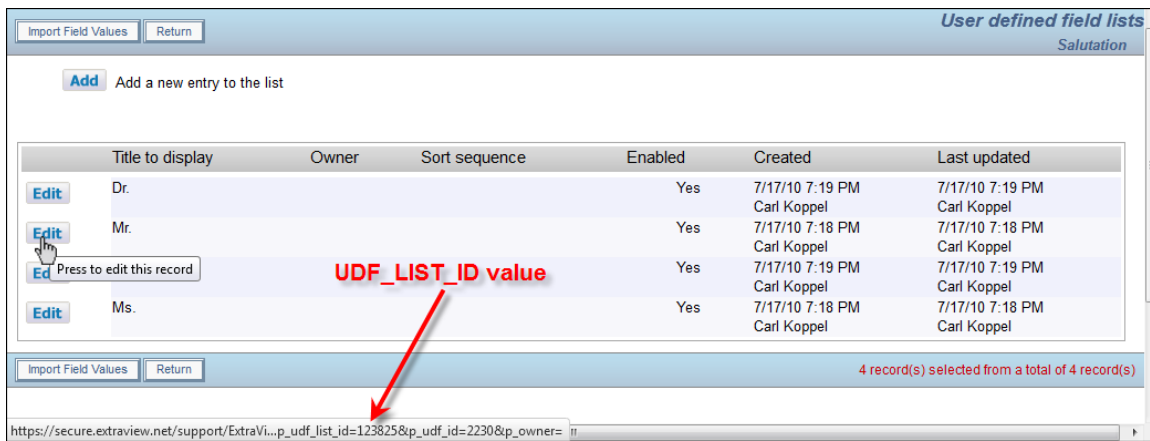 Import Field Values Return User defined field lists
Salutation
Add Add a new entry to the list
Title to display Owner Sort sequence Enabled Created Last updated
Edit Dr. Yes 7/17/10 7:19 PM 7/17/10 7:19 PM
Carl Koppel Carl Koppel
Edit Mr. Yes 7/17/10 7:18 PM 7/17/10 7:18 PM
Carl Koppel Carl Koppel
Press to edit this record Yes 7/17/10 7:18 PM 7/17/10 7:18 PM
UDF_LIST_ID value Carl Koppel Carl Koppel
Edit Ms. Yes 7/17/10 7:18 PM 7/17/10 7:18 PM
Carl Koppel Carl Koppel
Import Field Values Return 4 record(s) selected from a total of 4 record(s)
https://secure.extraview.net/support/ExtraVi...p_udf_list_id=123825&p_udf_id=2230&p_owner=